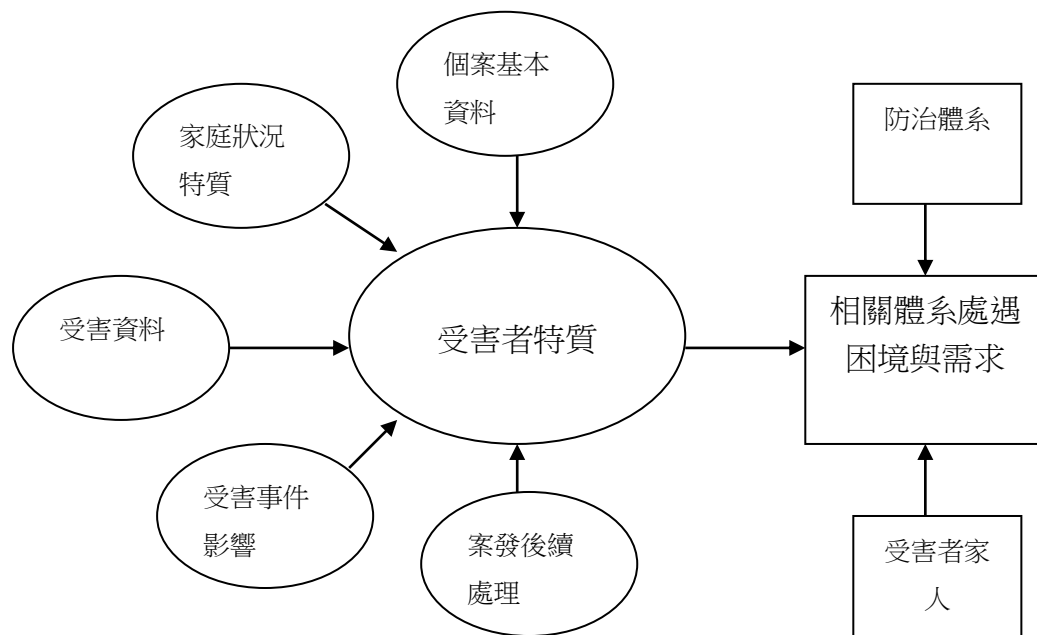 個案基本
資料
防治體系
家庭狀況
特質
受害資料
受害者特質
相關體系處遇
困境與需求
受害事件
影響
案發後續
處理
受害者家
人